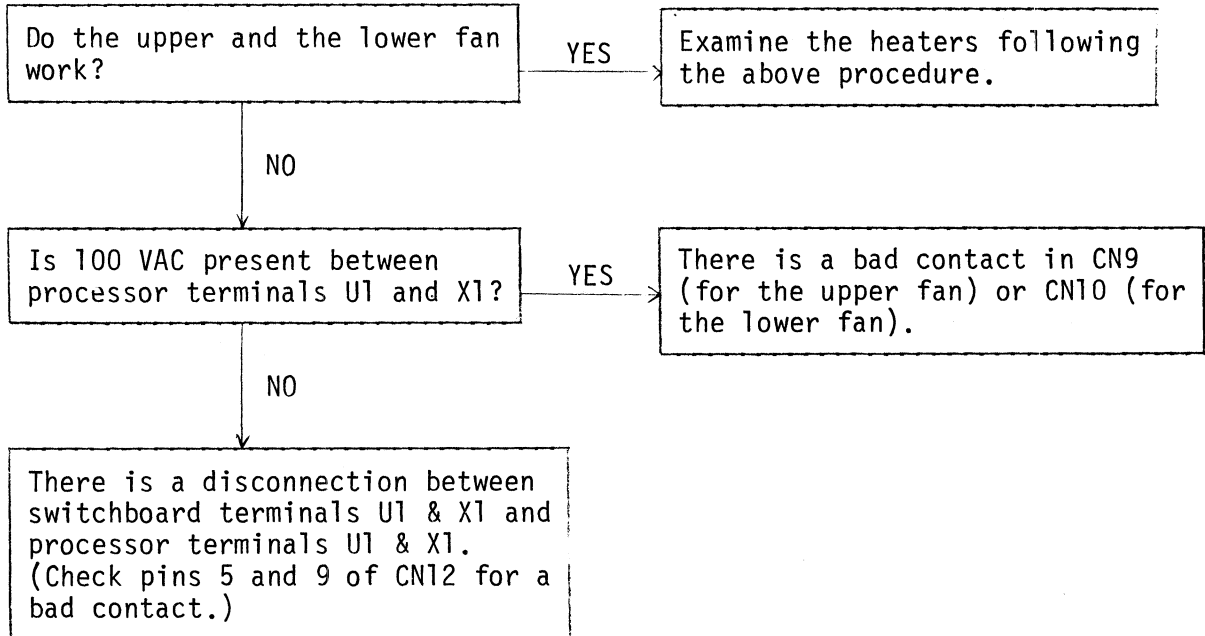 Do the upper and the lower fan
work?
YES
Examine the heaters following
the above procedure.
NO
Is 100 VAC present between
processor terminals U1 and X1?
YES
There is a bad contact in CN9
(for the upper fan) or CN10 (for
the lower fan).
NO
There is a disconnection between
switchboard terminals U1 & X1 and
processor terminals U1 & X1.
(Check pins 5 and 9 of CN12 for a
bad contact.)